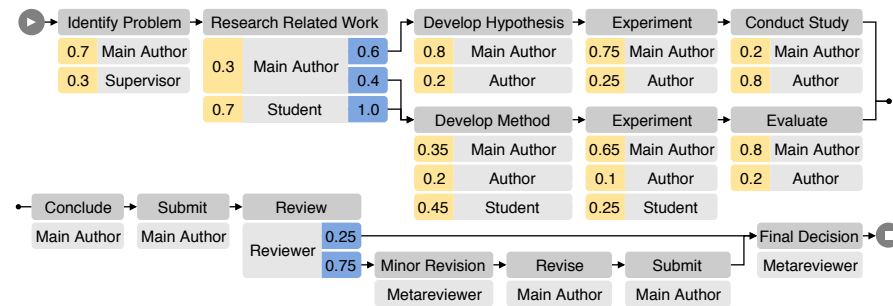 Identify Problem Research Related Work Develop Hypothesis Experiment Conduct Study
0.7 Main Author 0.3 Main Author 0.6 0.8 Main Author 0.75 Main Author 0.2 Main Author
0.3 Supervisor 0.4 0.2 Author 0.25 Author 0.8 Author
0.7 Student 1.0 Develop Method Experiment Evaluate
0.35 Main Author 0.65 Main Author 0.8 Main Author
0.2 Author 0.1 Author 0.2 Author
0.45 Student 0.25 Student
Conclude Submit Review
Main Author Main Author Reviewer 0.25 Final Decision
0.75 Minor Revision Revise Submit Metareviewer
Metareviewer Main Author Main Author